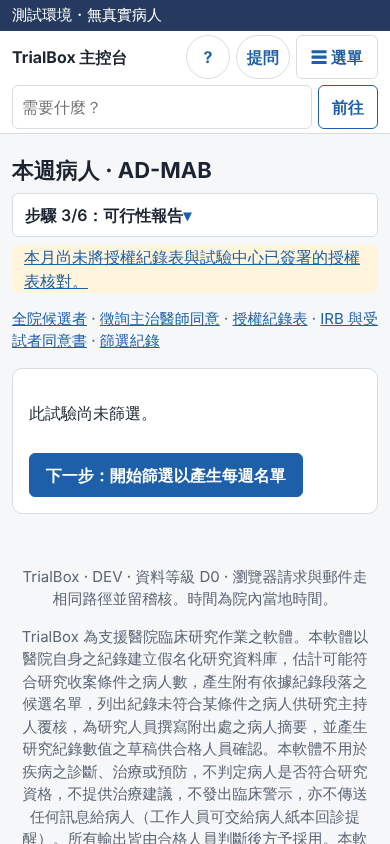 測試環境・無真實病人
TrialBox 主控台
?
提問
☰ 選單
需要什麼？
前往
本週病人 · AD-MAB
步驟 3/6：可行性報告▾
本月尚未將授權紀錄表與試驗中心已簽署的授權
表核對。
全院候選者 · 徵詢主治醫師同意 · 授權紀錄表 · IRB 與受
試者同意書 · 篩選紀錄
此試驗尚未篩選。
下一步：開始篩選以產生每週名單
TrialBox · DEV · 資料等級 D0 · 瀏覽器請求與郵件走
相同路徑並留稽核。時間為院內當地時間。
TrialBox 為支援醫院臨床研究作業之軟體。本軟體以
醫院自身之紀錄建立假名化研究資料庫，估計可能符
合研究收案條件之病人數，產生附有依據紀錄段落之
候選名單，列出紀錄未符合某條件之病人供研究主持
人覆核，為研究人員撰寫附出處之病人摘要，並產生
研究紀錄數值之草稿供合格人員確認。本軟體不用於
疾病之診斷、治療或預防，不判定病人是否符合研究
資格，不提供治療建議，不發出臨床警示，亦不傳送
任何訊息給病人（工作人員可交給病人紙本回診提
醒）。所有輸出皆由合格人員判斷後方予採用。本軟